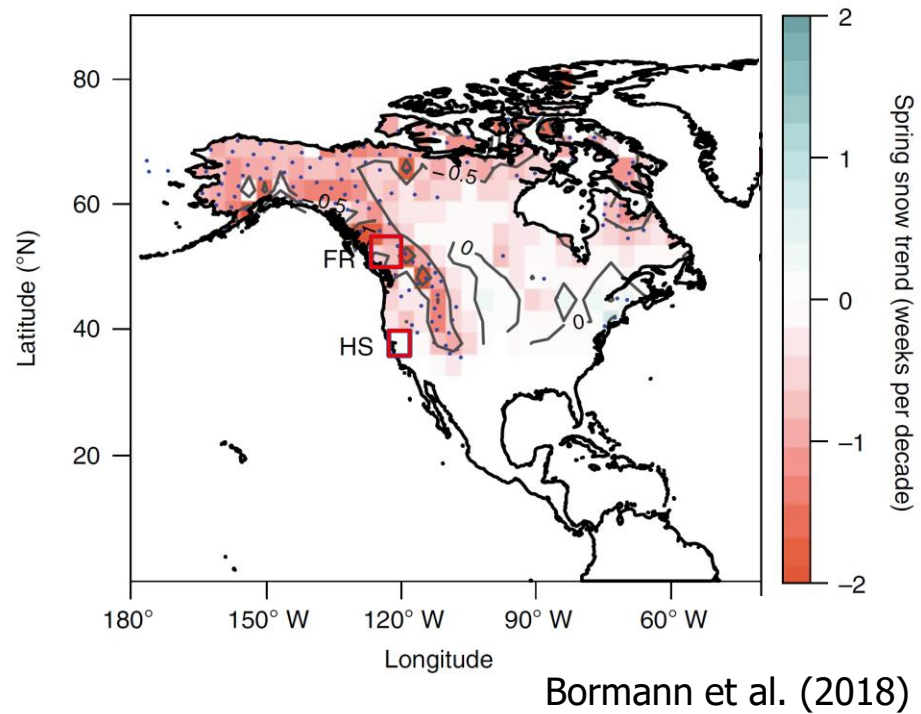 80
60
40
20
Latitude (°N)
180°
150° W
120° W
90° W
60° W
Longitude
FR
HS
−0.5
−0.5
−1
0
0
2
1
0
−1
−2
Spring snow trend (weeks per decade)
Bormann et al. (2018)